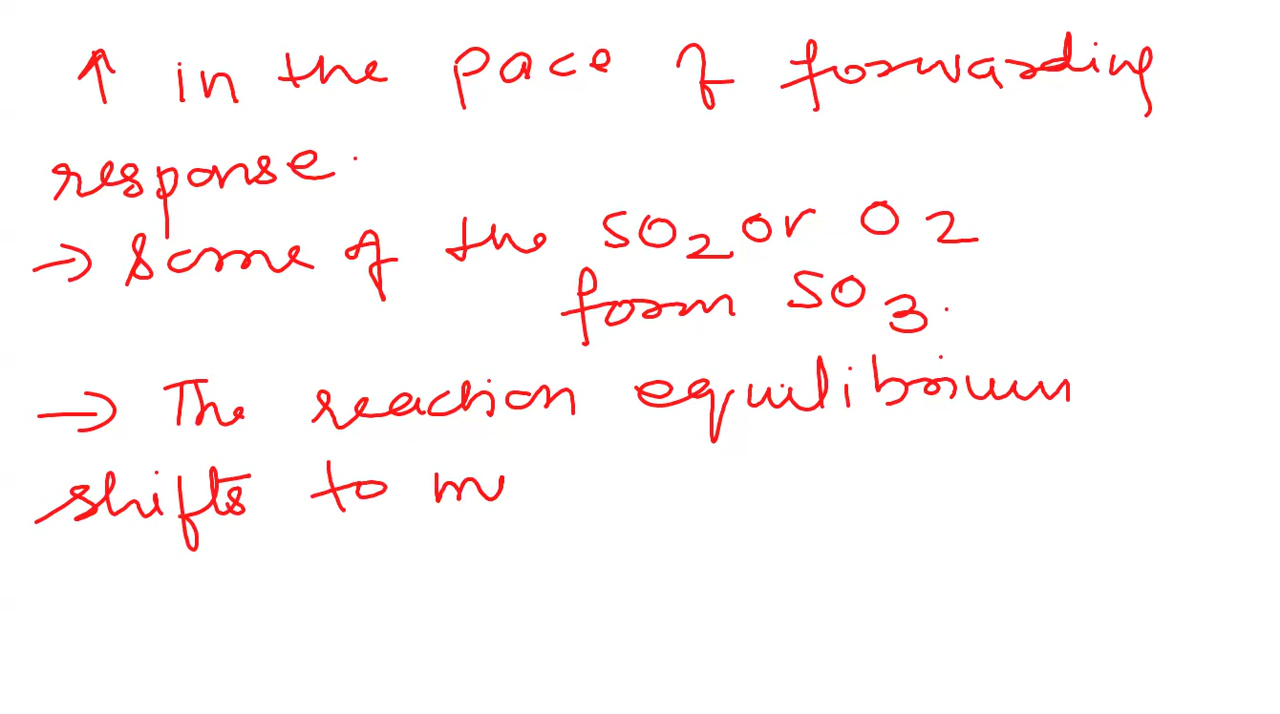 ↑ in the pace of forwarding
response.
→ Some of the SO2 or O2
form SO3.
→ The reaction equilibrium
shifts to m